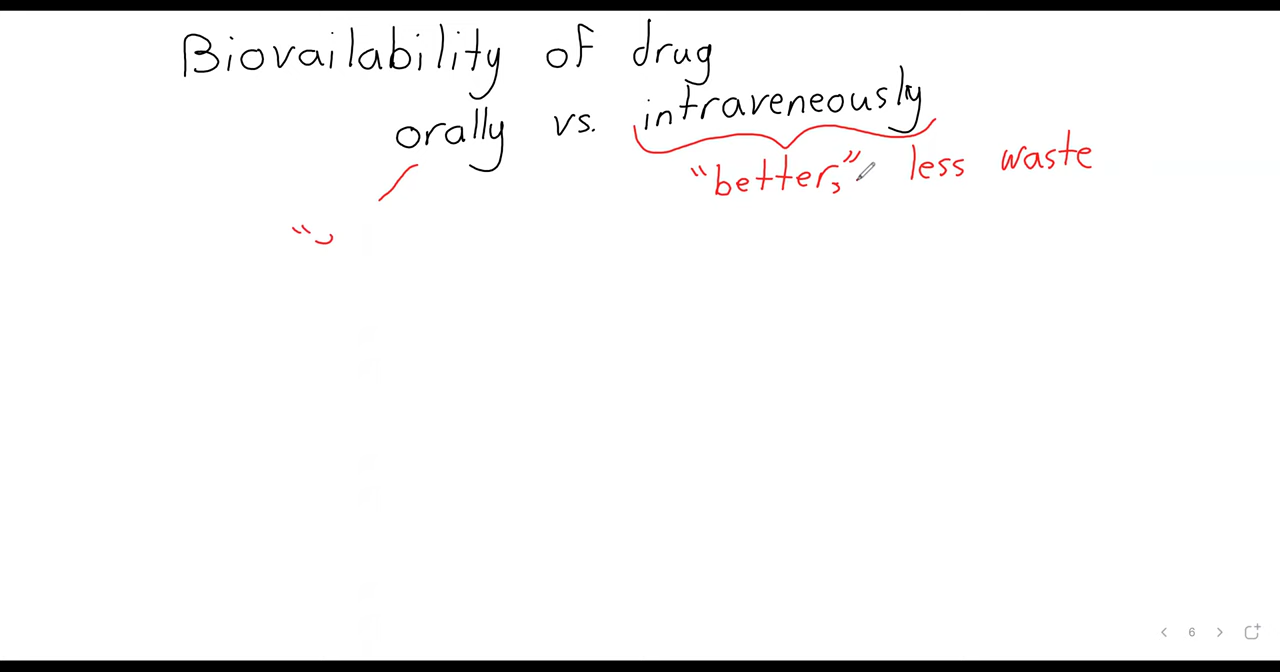 Biovailability of drug
orally vs. intraveneously
"better," less waste
"
6